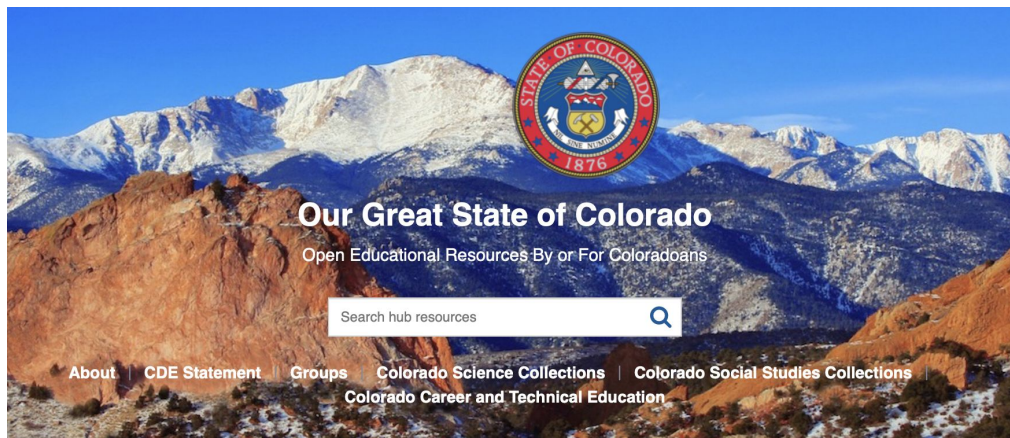 STATE OF COLORADO
NIL SINE NUMINE
1876
Our Great State of Colorado
Open Educational Resources By or For Coloradoans
Search hub resources
About | CDE Statement | Groups | Colorado Science Collections | Colorado Social Studies Collections |
Colorado Career and Technical Education